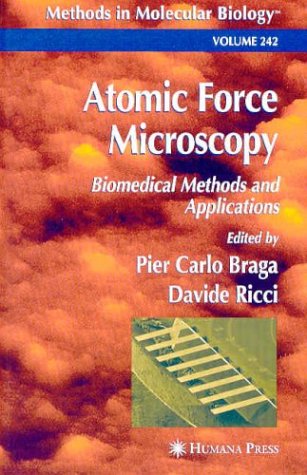 Methods in Molecular Biology™
VOLUME 242
Atomic Force
Microscopy
Biomedical Methods and
Applications
Edited by
Pier Carlo Braga
Davide Ricci
HUMANA PRESS